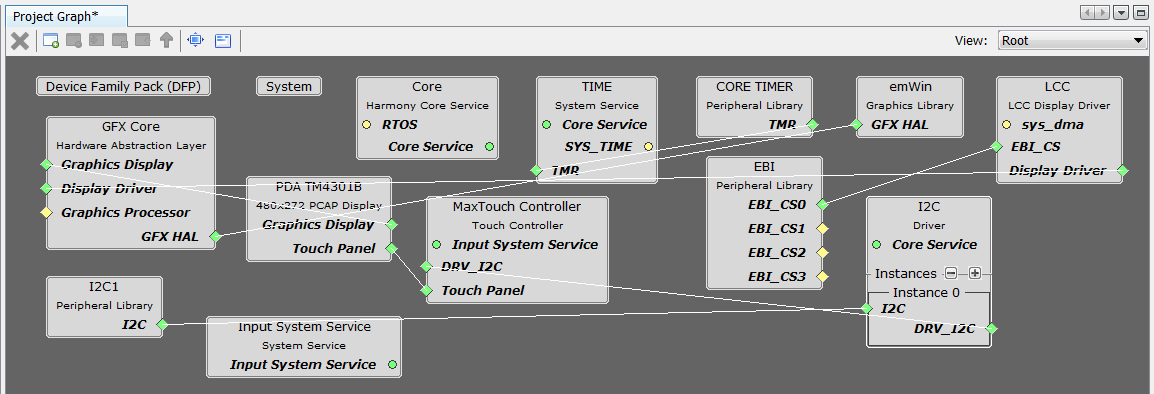 Project Graph*
View: Root
Device Family Pack (DFP)
System
Core
Harmony Core Service
RTOS
Core Service
TIME
System Service
Core Service
SYS_TIME
TMR
CORE TIMER
Peripheral Library
TMR
emWin
Graphics Library
GFX HAL
LCC
LCC Display Driver
sys_dma
EBI_CS
Display Driver
GFX Core
Hardware Abstraction Layer
Graphics Display
Display Driver
Graphics Processor
GFX HAL
PDA TM4301B
480x272 PCAP Display
Graphics Display
Touch Panel
MaxTouch Controller
Touch Controller
Input System Service
DRV_I2C
Touch Panel
EBI
Peripheral Library
EBI_CS0
EBI_CS1
EBI_CS2
EBI_CS3
I2C
Driver
Core Service
Instances
Instance 0
I2C
DRV_I2C
I2C1
Peripheral Library
I2C
Input System Service
System Service
Input System Service